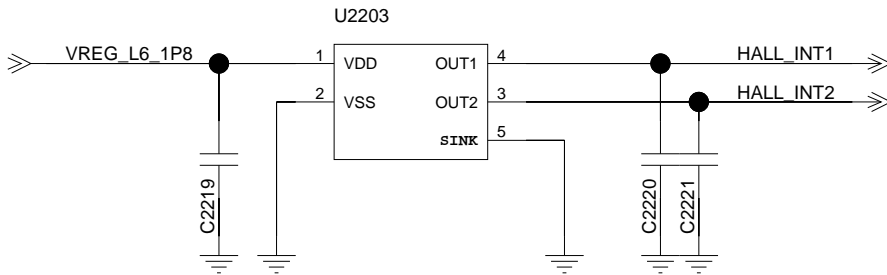 U2203
VREG_L6_1P8
1
VDD
OUT1
4
HALL_INT1
2
VSS
OUT2
3
HALL_INT2
SINK
5
C2219
C2220
C2221